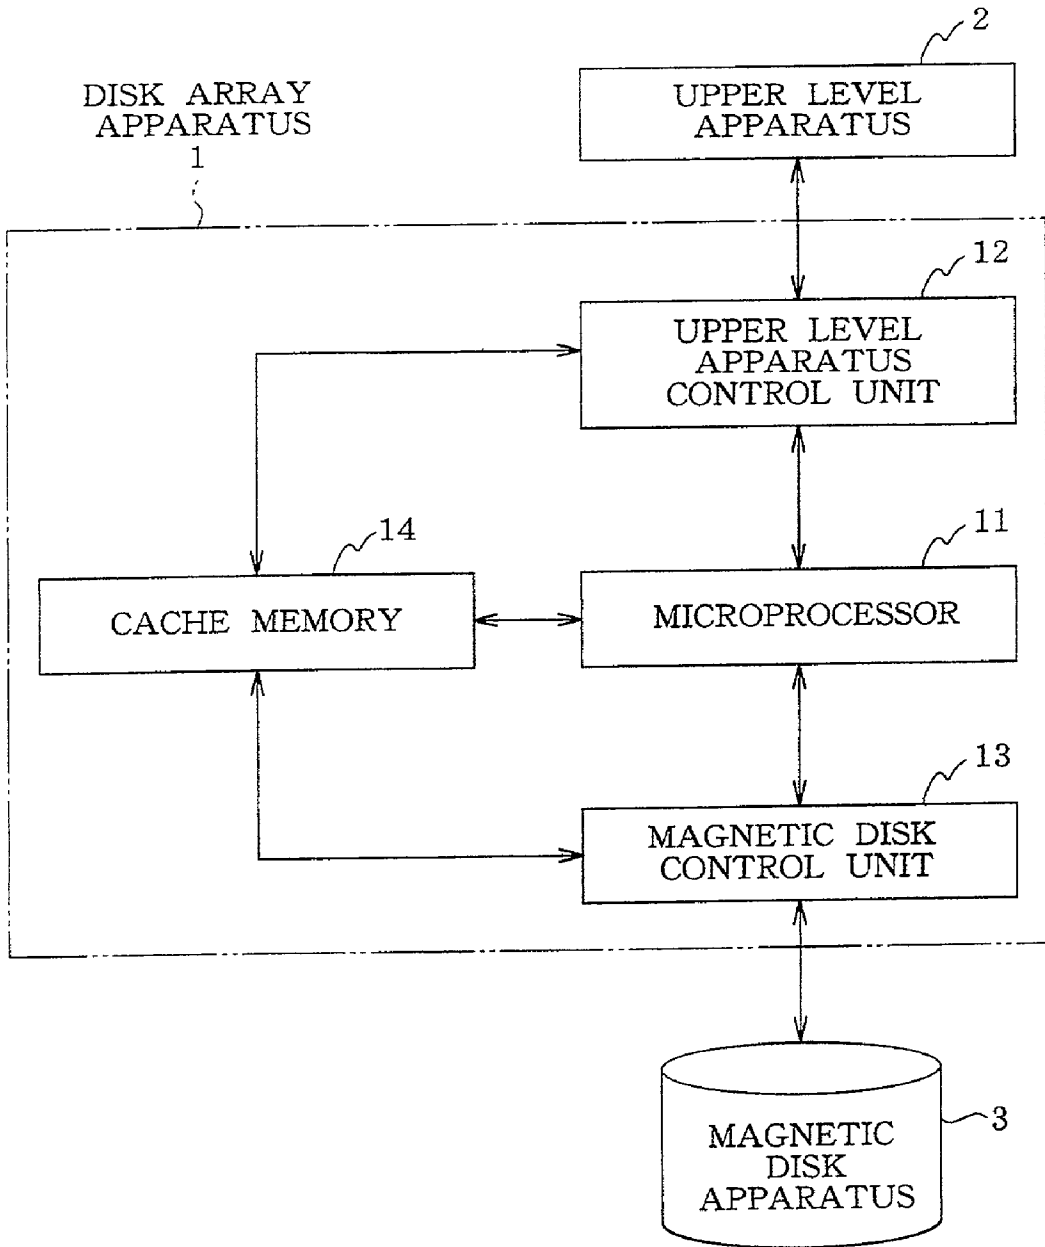 2
UPPER LEVEL
APPARATUS
DISK ARRAY
APPARATUS
1
12
UPPER LEVEL
APPARATUS
CONTROL UNIT
14
CACHE MEMORY
11
MICROPROCESSOR
13
MAGNETIC DISK
CONTROL UNIT
3
MAGNETIC
DISK
APPARATUS